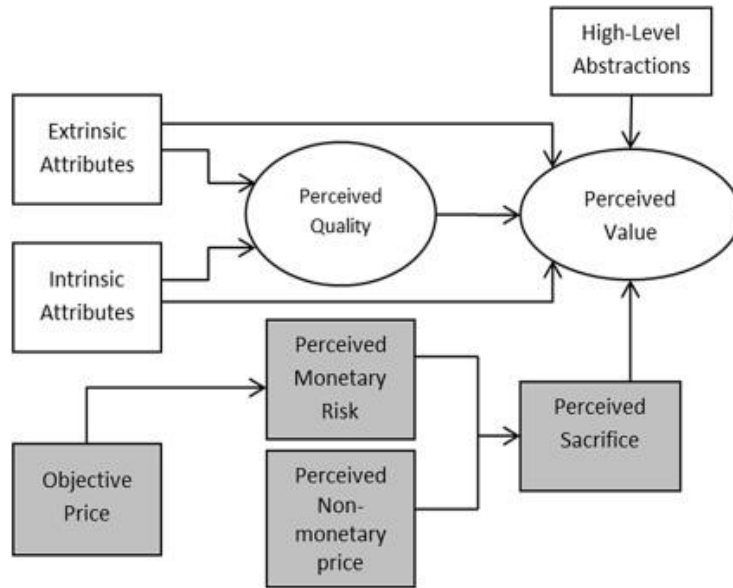 High-Level
Abstractions
Extrinsic
Attributes
Perceived
Quality
Perceived
Value
Intrinsic
Attributes
Perceived
Monetary
Risk
Perceived
Sacrifice
Objective
Price
Perceived
Non-
monetary
price